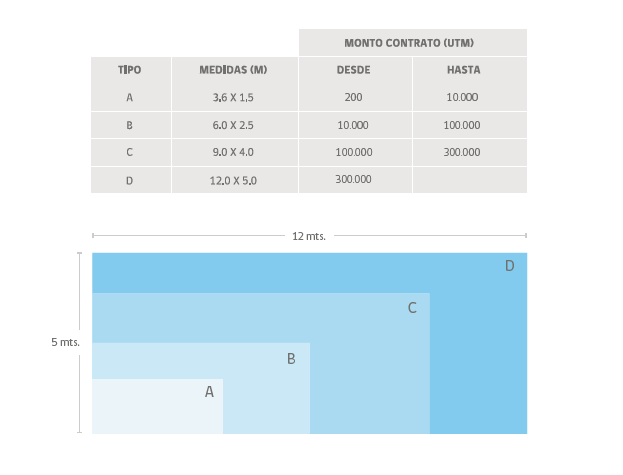 MONTO CONTRATO (UTM)
TIPO MEDIDAS (M) DESDE HASTA
A 3,6 X 1,5 200 10.000
B 6.0 X 2.5 10.000 100.000
C 9.0 X 4.0 100.000 300.000
D 12.0 X 5.0 300.000
12 mts.
D
C
5 mts.
B
A